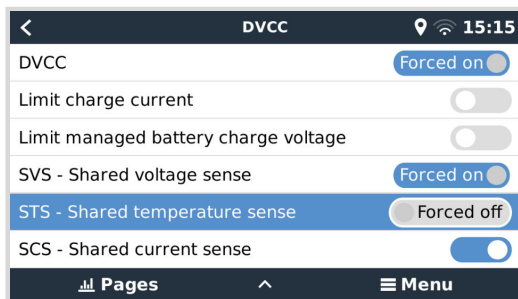 DVCC 15:15
DVCC Forced on
Limit charge current
Limit managed battery charge voltage
SVS - Shared voltage sense Forced on
STS - Shared temperature sense Forced off
SCS - Shared current sense
Pages Menu